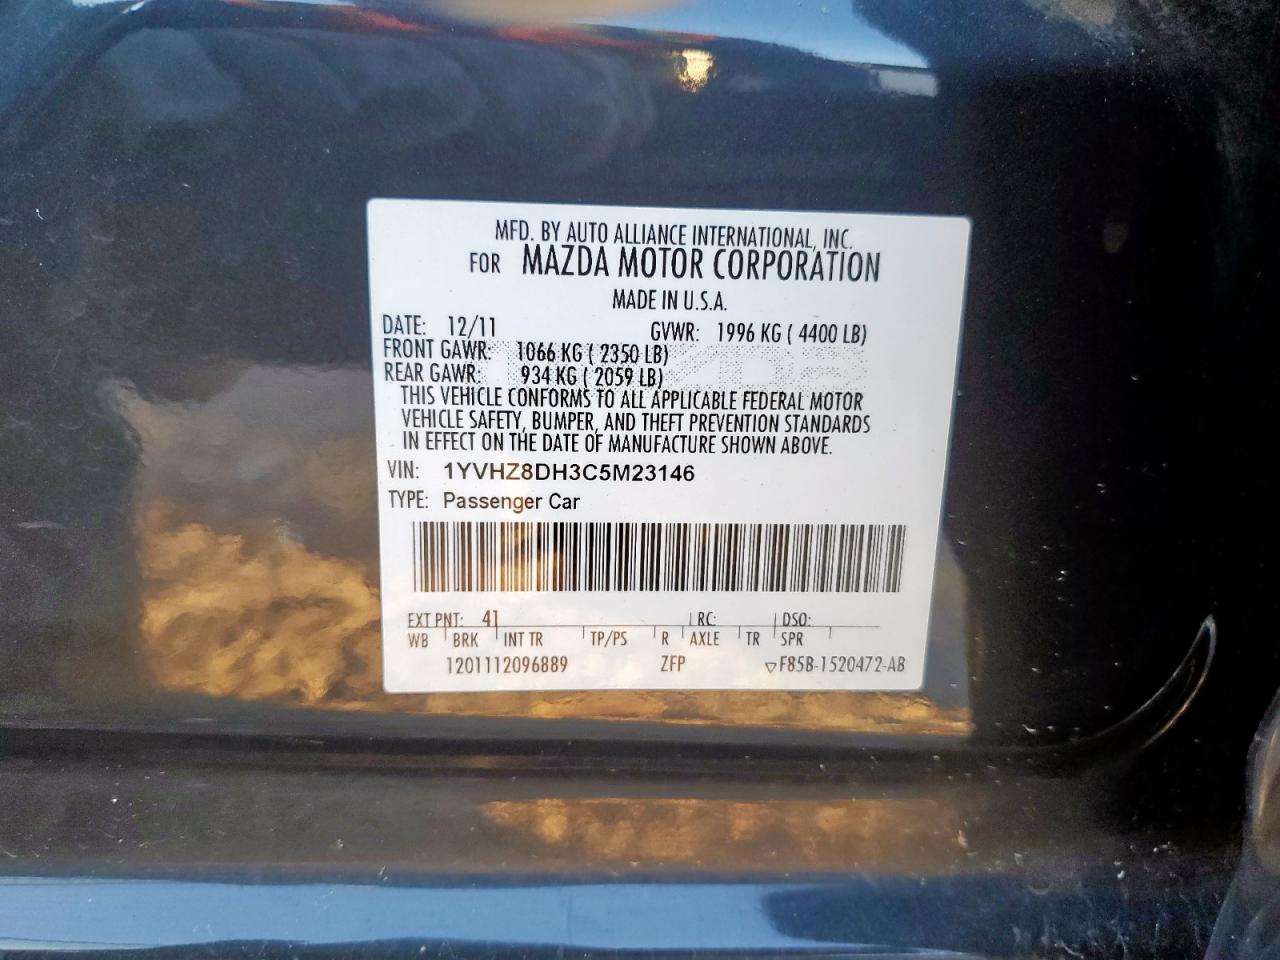 MFD. BY AUTO ALLIANCE INTERNATIONAL, INC.
FOR MAZDA MOTOR CORPORATION
MADE IN U.S.A.
DATE: 12/11 GVWR: 1996 KG ( 4400 LB)
FRONT GAWR: 1066 KG ( 2350 LB)
REAR GAWR: 934 KG ( 2059 LB)
THIS VEHICLE CONFORMS TO ALL APPLICABLE FEDERAL MOTOR
VEHICLE SAFETY, BUMPER, AND THEFT PREVENTION STANDARDS
IN EFFECT ON THE DATE OF MANUFACTURE SHOWN ABOVE.
VIN: 1YVHZ8DH3C5M23146
TYPE: Passenger Car
EXT PNT: 41 RC: DSO:
WB BRK INT TR TP/PS R AXLE TR SPR
1201112096889 ZFP ▽F85B-1520472-AB